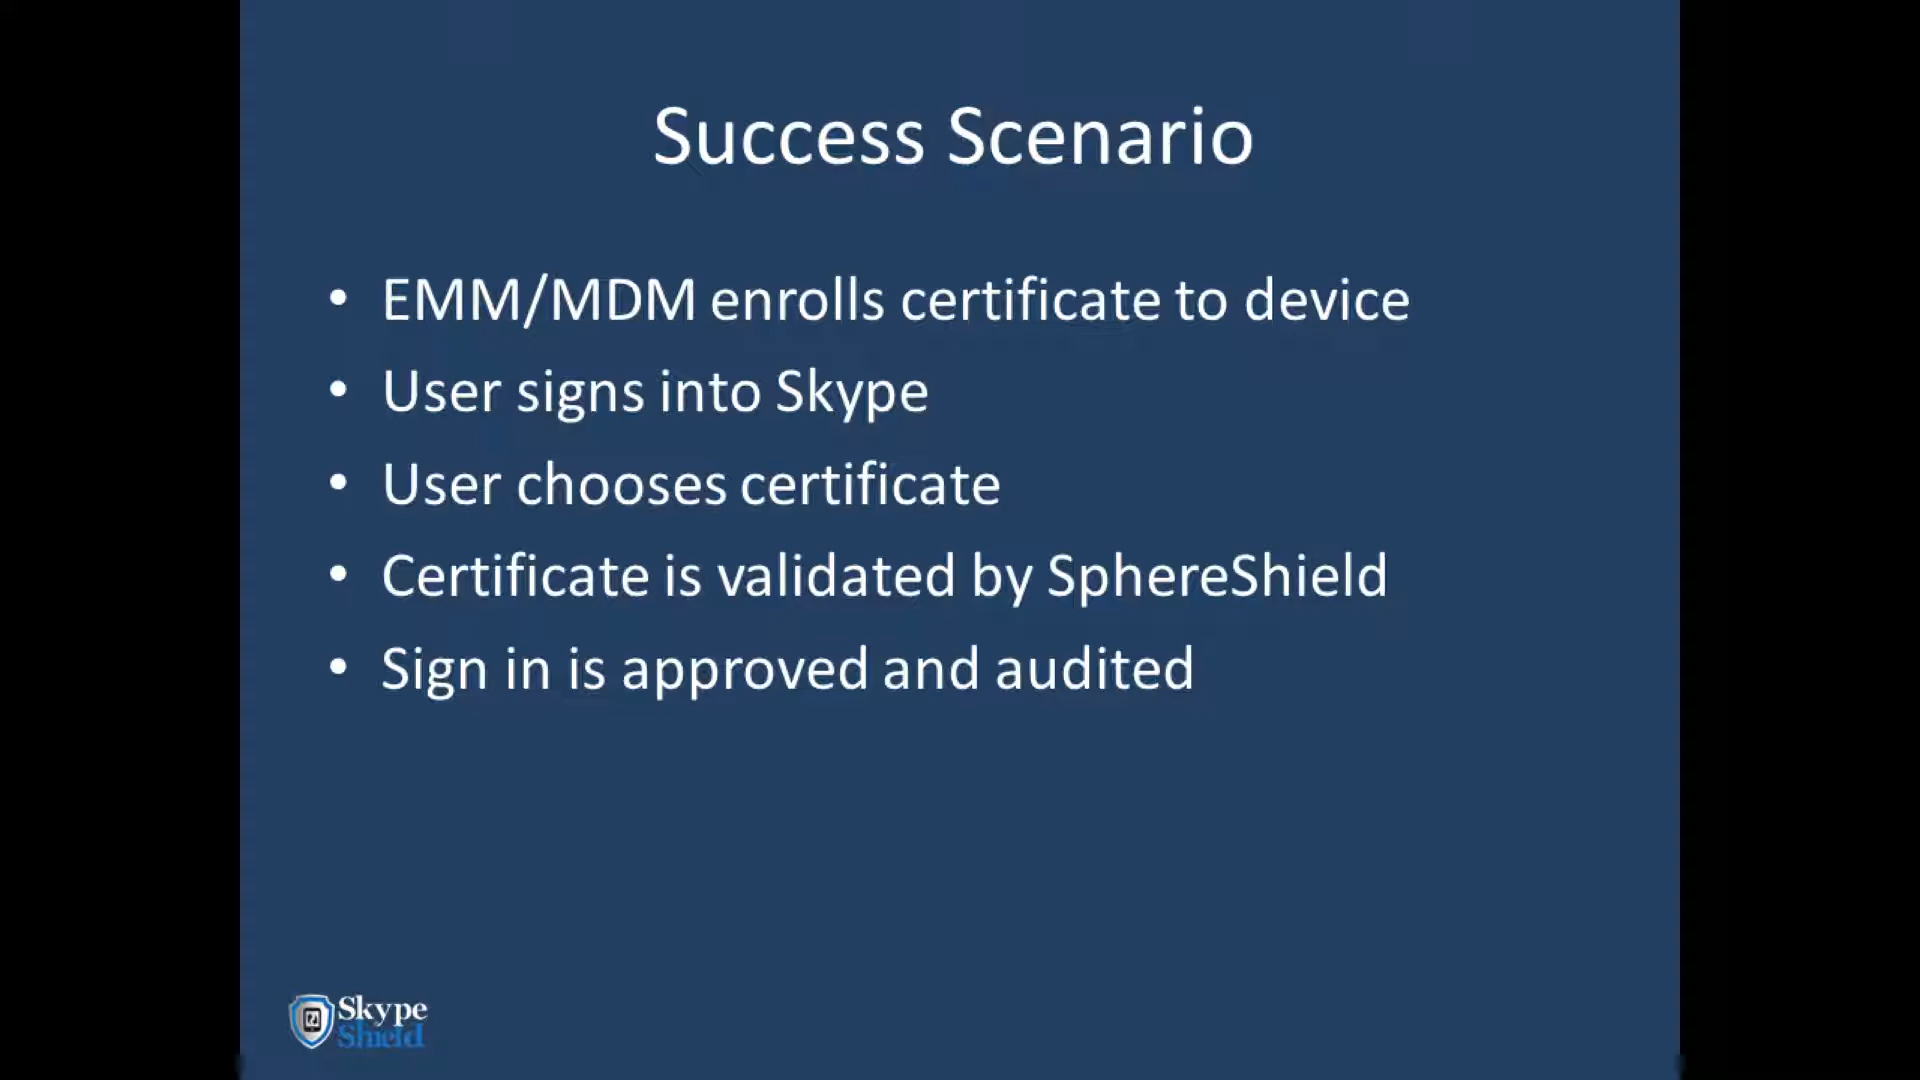 Success Scenario
• EMM/MDM enrolls certificate to device
• User signs into Skype
• User chooses certificate
• Certificate is validated by SphereShield
• Sign in is approved and audited
Skype
Shield